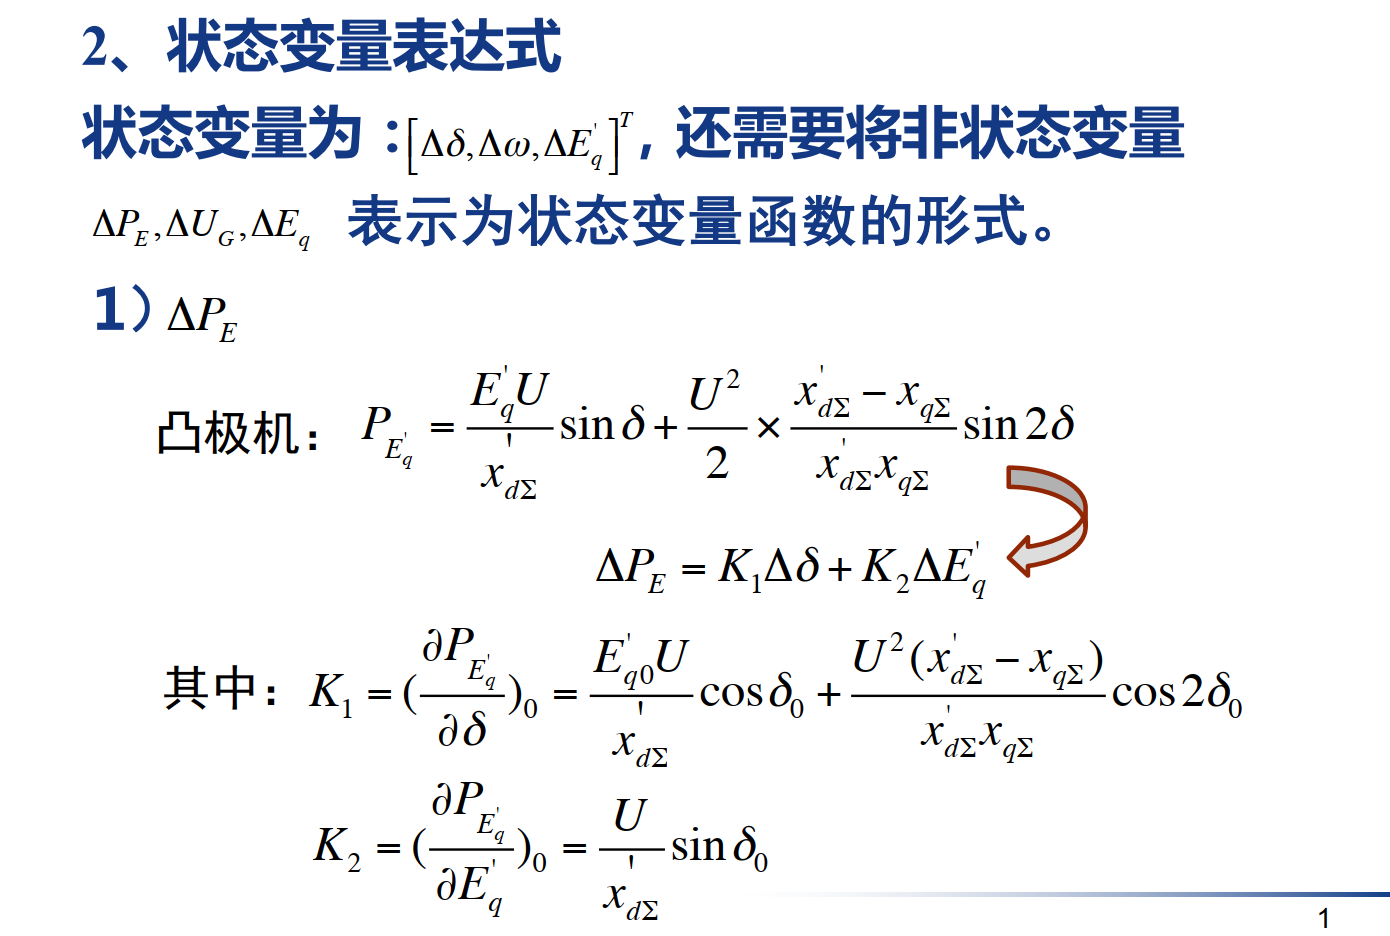 2、状态变量表达式
状态变量为：$[\Delta\delta,\Delta\omega,\Delta E_q^{'}]^T$，还需要将非状态变量
$\Delta P_E,\Delta U_G,\Delta E_q$ 表示为状态变量函数的形式。
1）$\Delta P_E$
凸极机： $P_{E_q^{'}} = \frac{E_q^{'}U}{x_{d\Sigma}^{'}}\sin\delta + \frac{U^2}{2} \times \frac{x_{d\Sigma}^{'} - x_{q\Sigma}}{x_{d\Sigma}^{'}x_{q\Sigma}}\sin 2\delta$
$\Delta P_E = K_1\Delta\delta + K_2\Delta E_q^{'}$
其中： $K_1 = (\frac{\partial P_{E_q^{'}}}{\partial\delta})_0 = \frac{E_{q0}^{'}U}{x_{d\Sigma}^{'}}\cos\delta_0 + \frac{U^2(x_{d\Sigma}^{'} - x_{q\Sigma})}{x_{d\Sigma}^{'}x_{q\Sigma}}\cos 2\delta_0$
$K_2 = (\frac{\partial P_{E_q^{'}}}{\partial E_q^{'}})_0 = \frac{U}{x_{d\Sigma}^{'}}\sin\delta_0$
1